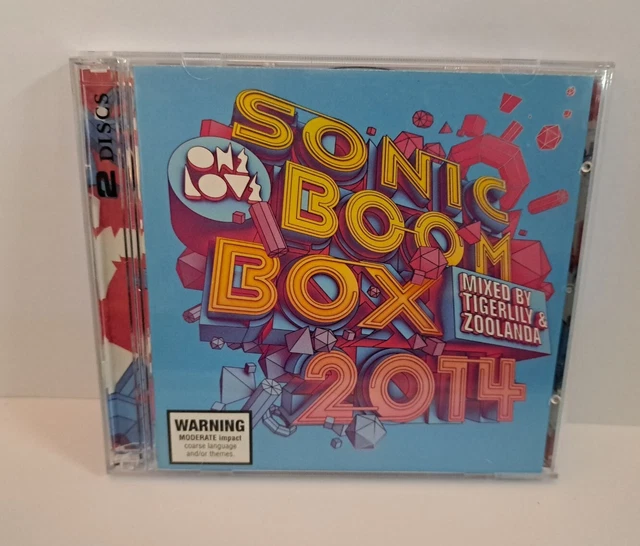 2 DISCS
ONE
LOVE
SONIC
BOOM
BOX
MIXED BY
TIGERLILY &
ZOOLANDA
2014
WARNING
MODERATE impact
coarse language
and/or themes.